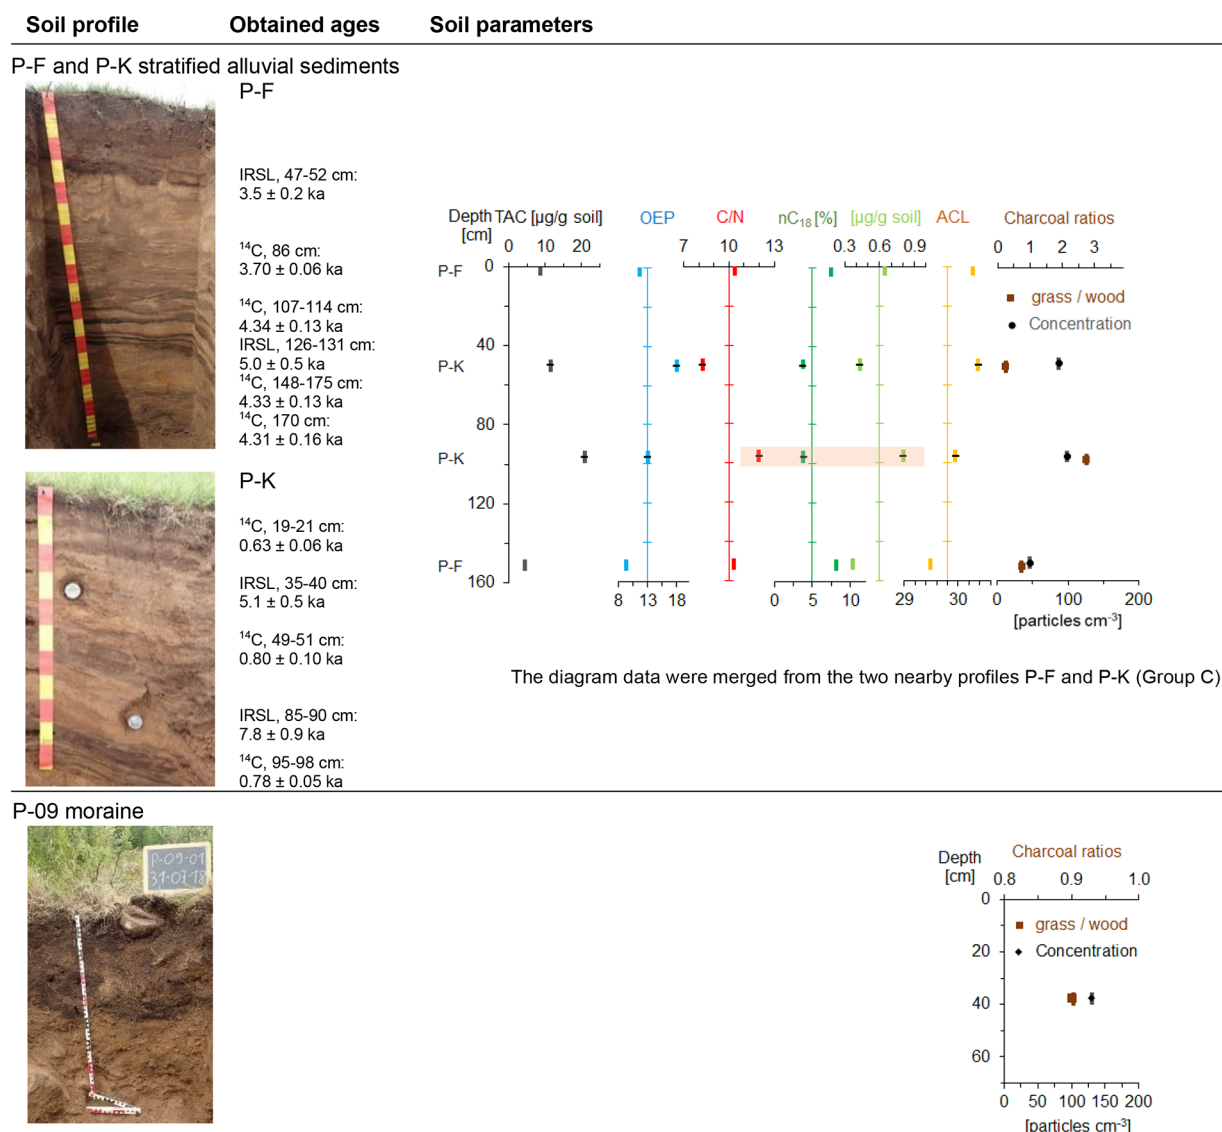 Soil profile Obtained ages Soil parameters
P-F and P-K stratified alluvial sediments
P-F
IRSL, 47-52 cm:
3.5 ± 0.2 ka
14C, 86 cm:
3.70 ± 0.06 ka
14C, 107-114 cm:
4.34 ± 0.13 ka
IRSL, 126-131 cm:
5.0 ± 0.5 ka
14C, 148-175 cm:
4.33 ± 0.13 ka
14C, 170 cm:
4.31 ± 0.16 ka
Depth TAC [µg/g soil] OEP C/N nC18 [%] [µg/g soil] ACL Charcoal ratios
[cm] 0 10 20 7 10 13 0.3 0.6 0.9 0 1 2 3
0 P-F
grass / wood
Concentration
40
P-K
80
P-K
120
P-F
160
8 13 18 0 5 10 29 30 0 100 200
[particles cm-3]
The diagram data were merged from the two nearby profiles P-F and P-K (Group C)
P-K
14C, 19-21 cm:
0.63 ± 0.06 ka
IRSL, 35-40 cm:
5.1 ± 0.5 ka
14C, 49-51 cm:
0.80 ± 0.10 ka
IRSL, 85-90 cm:
7.8 ± 0.9 ka
14C, 95-98 cm:
0.78 ± 0.05 ka
P-09 moraine
P-09-01
31-07-18
Depth Charcoal ratios
[cm] 0.8 0.9 1.0
0
grass / wood
20 Concentration
40
60
0 50 100 150 200
[particles cm-3]